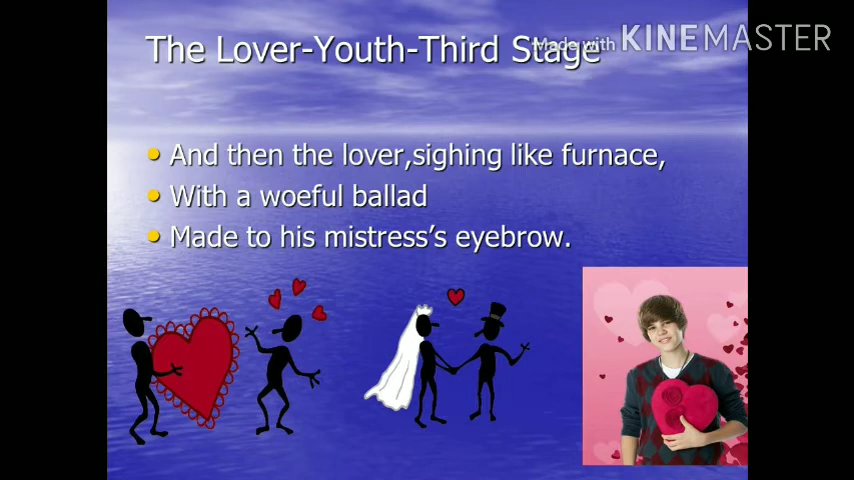 The Lover-Youth-Third Stage
Made with KINEMASTER
• And then the lover,sighing like furnace,
• With a woeful ballad
• Made to his mistress’s eyebrow.